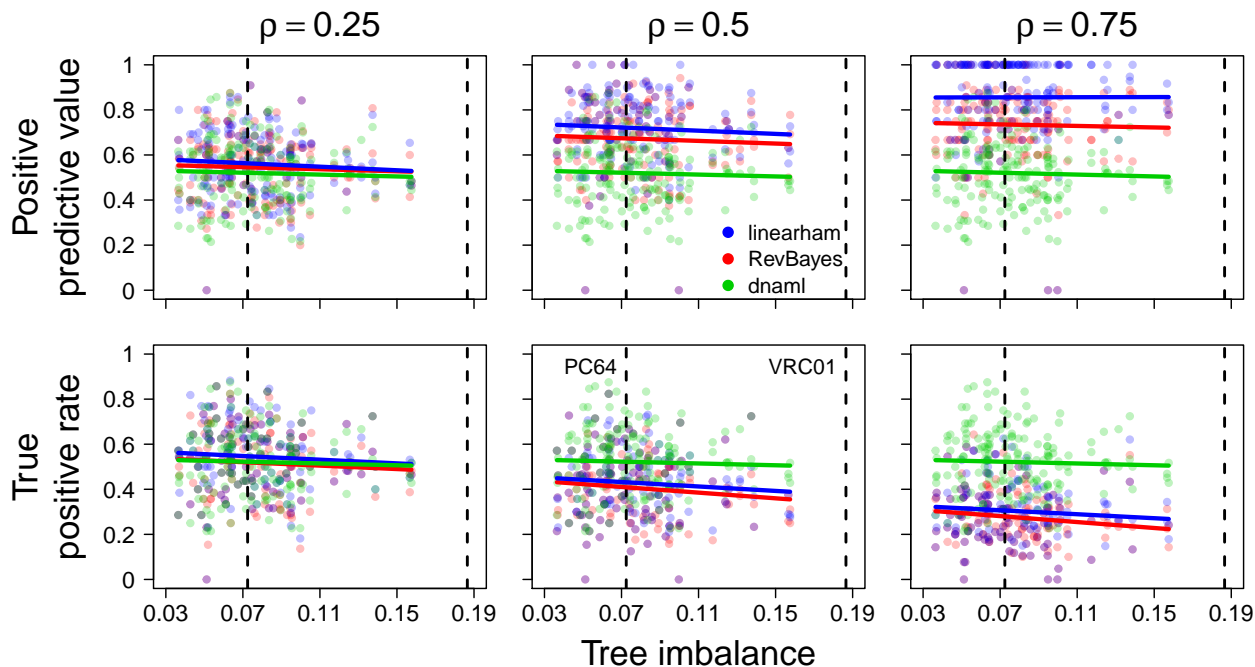 ρ = 0.25
ρ = 0.5
ρ = 0.75
Positive
predictive value
1
0.8
0.6
0.4
0.2
0
linearham
RevBayes
dnaml
True
positive rate
1
0.8
0.6
0.4
0.2
0
PC64
VRC01
0.03 0.07 0.11 0.15 0.19
0.03 0.07 0.11 0.15 0.19
0.03 0.07 0.11 0.15 0.19
Tree imbalance